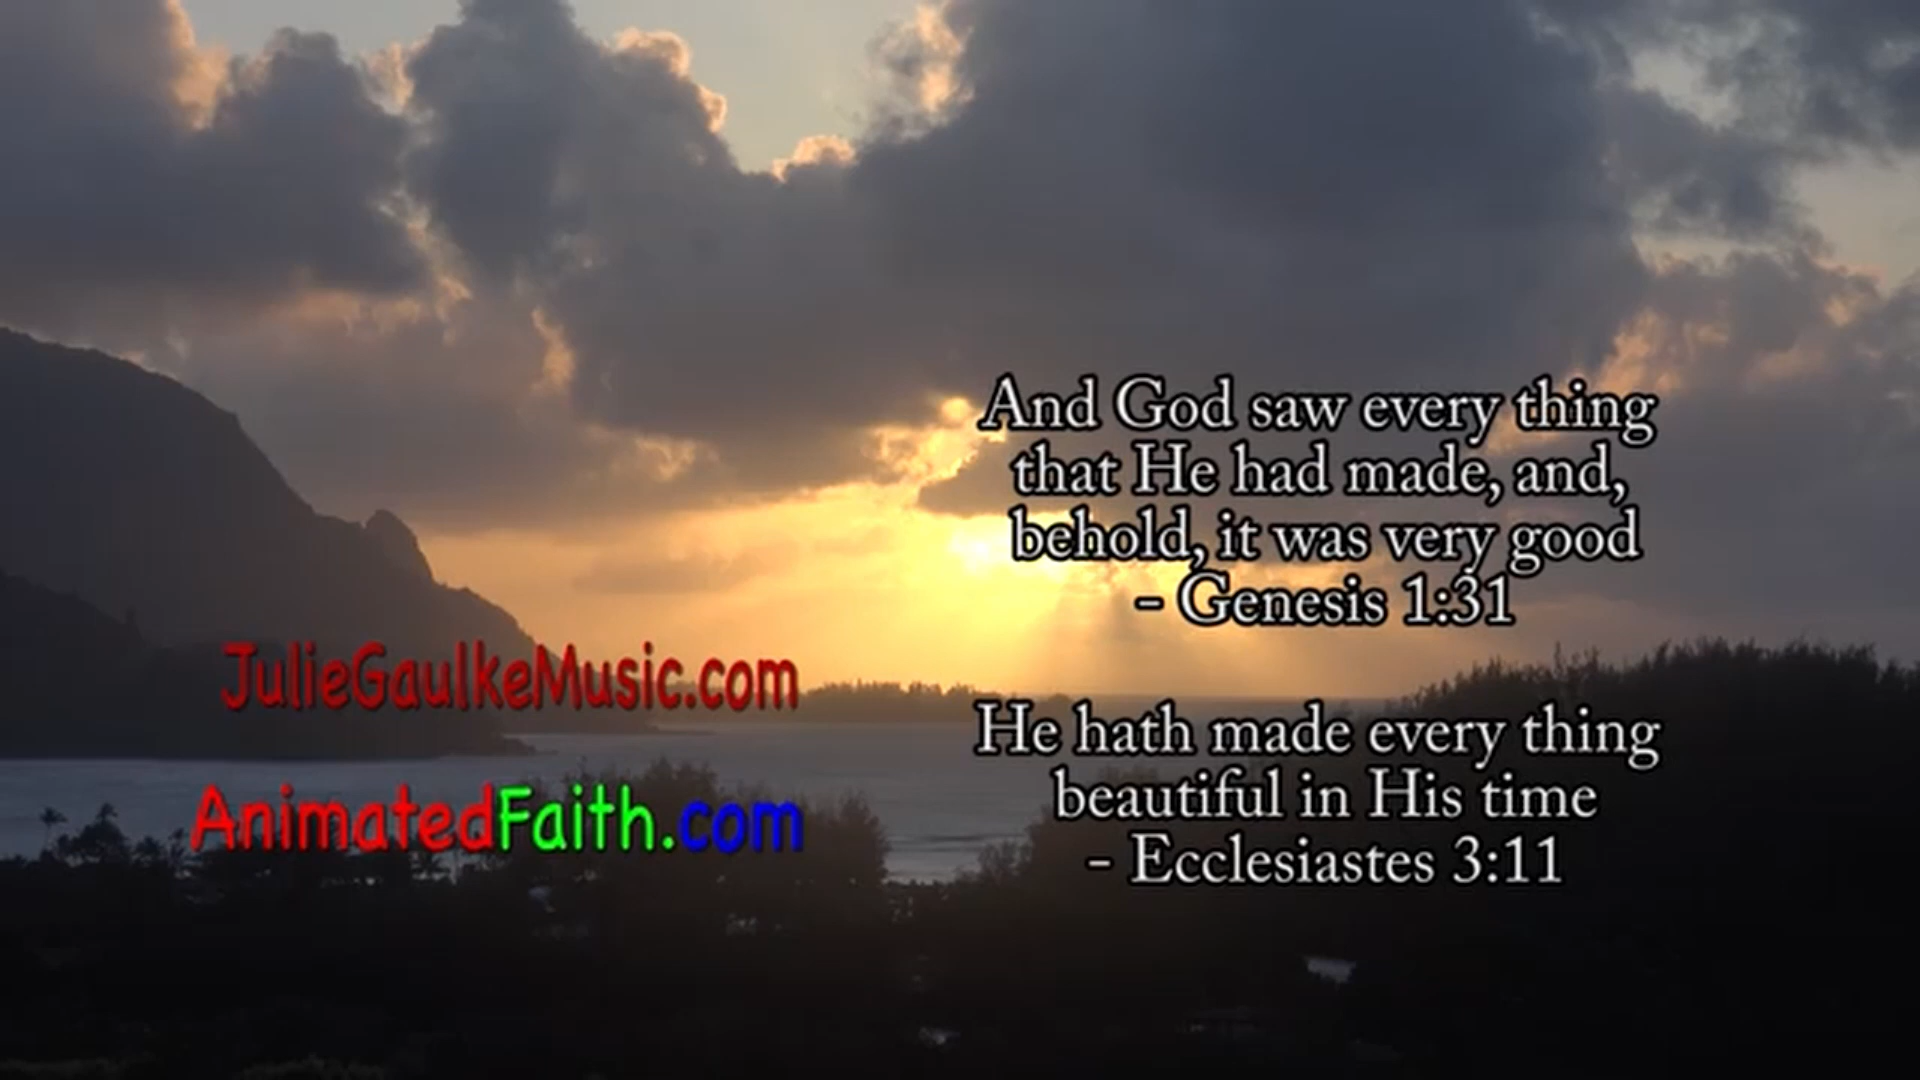 And God saw every thing
that He had made, and,
behold, it was very good
- Genesis 1:31
He hath made every thing
beautiful in His time
- Ecclesiastes 3:11
JulieGaulkeMusic.com
AnimatedFaith.com